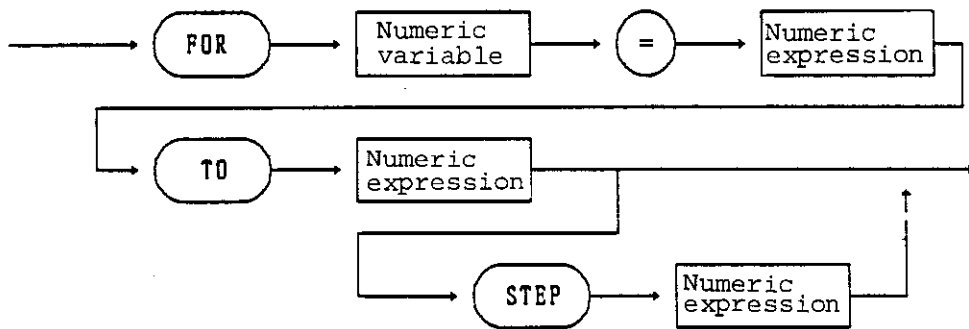 FOR
Numeric
variable
=
Numeric
expression
TO
Numeric
expression
STEP
Numeric
expression